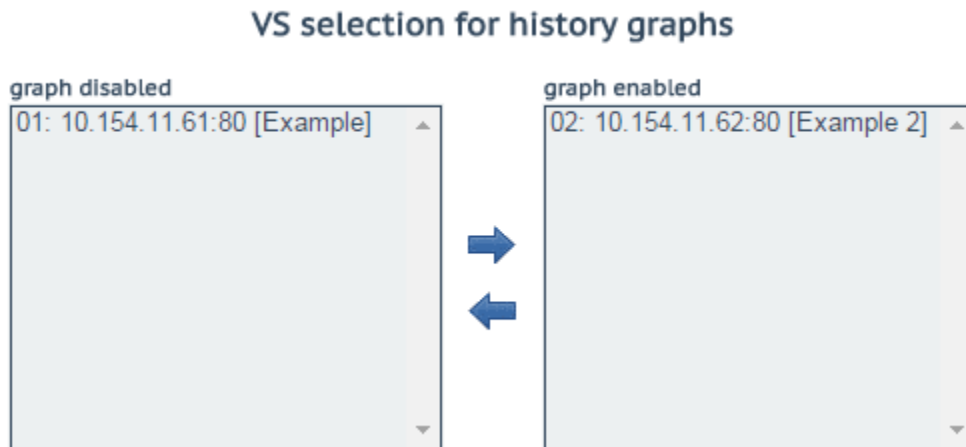 VS selection for history graphs
graph disabled
01: 10.154.11.61:80 [Example]
graph enabled
02: 10.154.11.62:80 [Example 2]